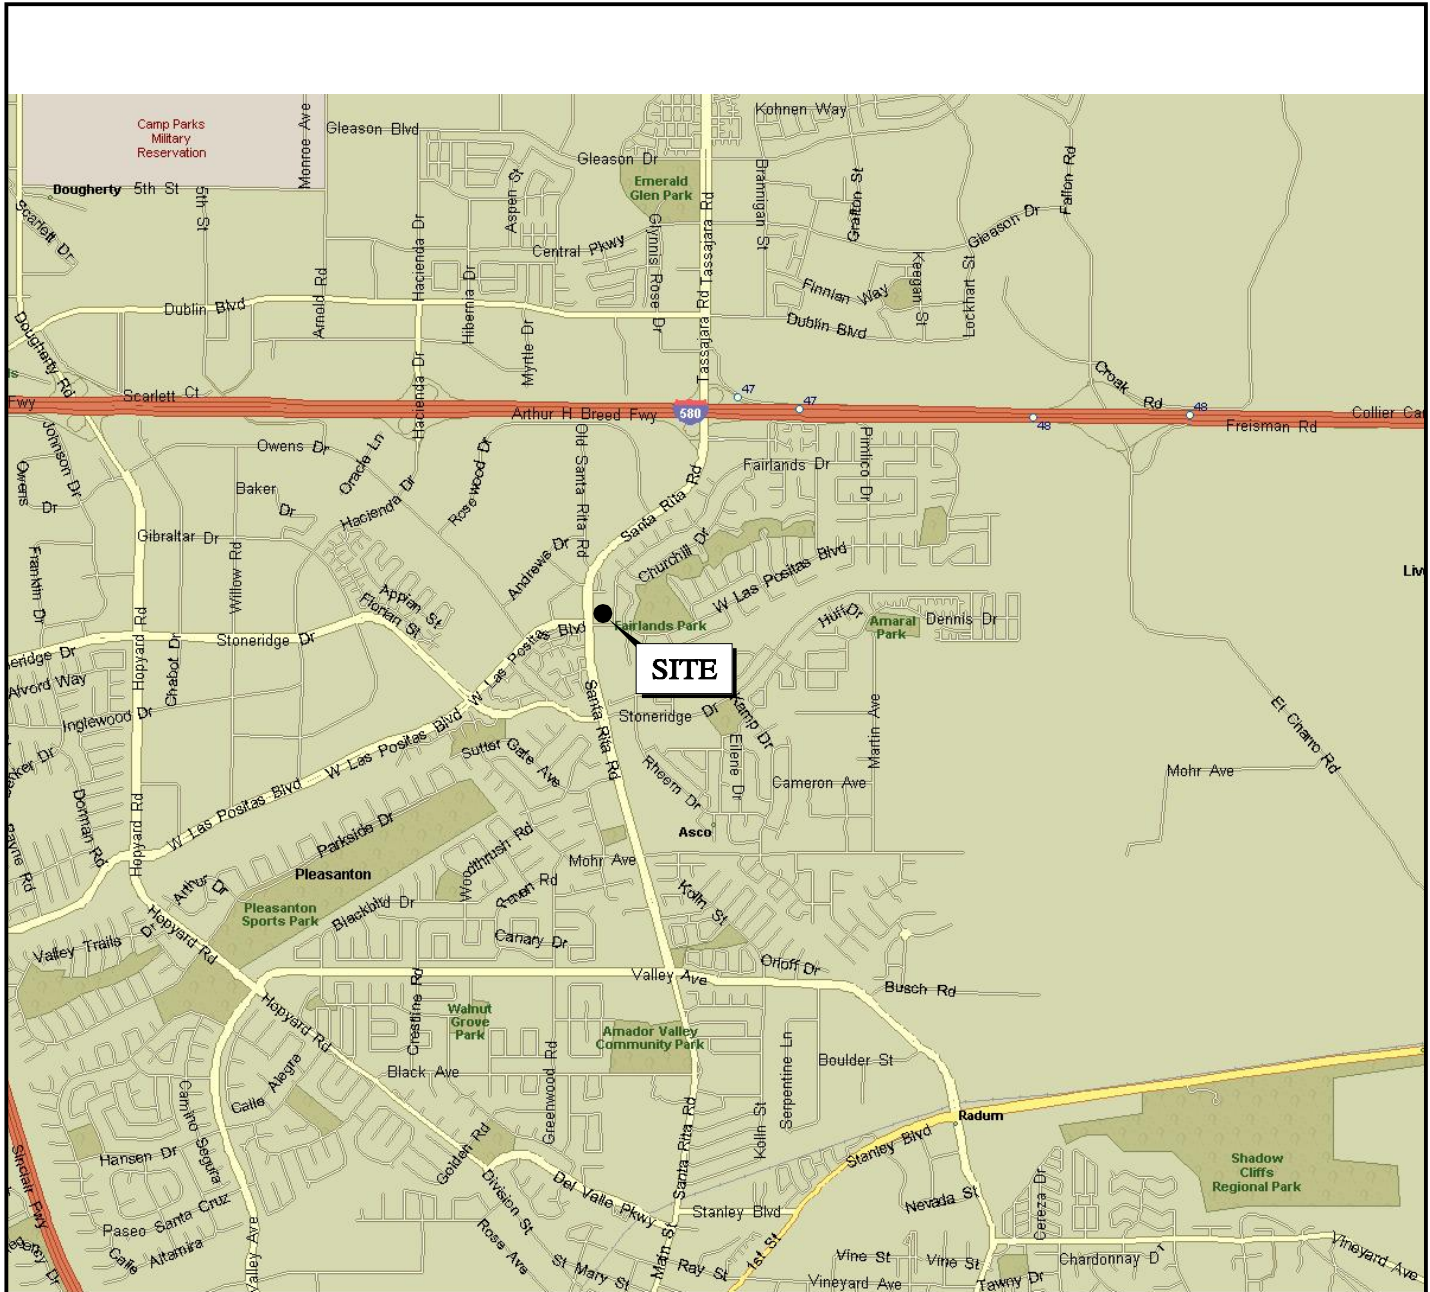 Kohnen Way
Camp Parks
Military
Reservation
Monroe Ave
Gleason Blvd
Gleason Dr
Emerald
Glen Park
Brannigan St
Grafton St
Fallon Rd
Dougherty
5th St
5th St
Scarlett Dr
Aspen St
Tassajara Rd
Gleason Dr
Central Pkwy
Glynnis Rose Dr
Hacienda Dr
Hibernia Dr
Arnold Rd
Keegan St
Lockhart St
Finnian Way
Dublin Blvd
Tassajara Rd
Dublin Blvd
Dougherty Rd
Myrtle Dr
Hacienda Dr
Tassajara Rd
Croak Rd
Scarlett Ct
47
47
48
48
Fwy
Arthur H Breed Fwy
580
Collier Ca
Freisman Rd
Johnson Dr
Owens Dr
Oracle Ln
Rosewood Dr
Old Santa Rita Rd
Pimlico Dr
Fairlands Dr
Owens Dr
Baker Dr
Hacienda Dr
Santa Rita Rd
Gibraltar Dr
Franklin Dr
Willow Rd
Andrews Dr
Churchill Dr
W Las Positas Blvd
Appian St
Florian St
Liv
Fairlands Park
Huff Dr
Amaral
Park
Dennis Dr
Hopyard Rd
Stoneridge Dr
eridge Dr
Chabot Dr
W Las Positas Blvd
SITE
Alvord Way
Inglewood Dr
Santa Rita Rd
Stoneridge Dr
Kamp Dr
Martin Ave
El Charro Rd
W Las Positas Blvd
Sutter Gate Ave
Eilene Dr
Rheem Dr
Cameron Ave
Mohr Ave
W Las Positas Blvd
Dorman Rd
Hopyard Rd
Parkside Dr
Woodthrush Rd
Asco
Mohr Ave
Pleasanton
Arthur Dr
Raven Rd
Kolln St
Pleasanton
Sports Park
Blackbird Dr
Hopyard Rd
Valley Trails Dr
Canary Dr
Valley Ave
Orloff Dr
Busch Rd
Crestline Rd
Hopyard Rd
Walnut
Grove
Park
Amador Valley
Community Park
Boulder St
Serpentine Ln
Greenwood Rd
Black Ave
Calle Alegre
Camino Segura
Kolln St
Santa Rita Rd
Radum
Stanley Blvd
Golden Rd
Hansen Dr
Shadow
Cliffs
Regional Park
Sinclair Fwy
Del Valle Pkwy
Division St
Nevada St
Cereza Dr
Paseo Santa Cruz
Stanley Blvd
Calle Altamira
Valley Ave
Rose Ave
St Mary St
Main St
Ray St
1st St
Vine St
Vine St
Chardonnay Dr
Vineyard Ave
Vineyard Ave
Tawny Dr